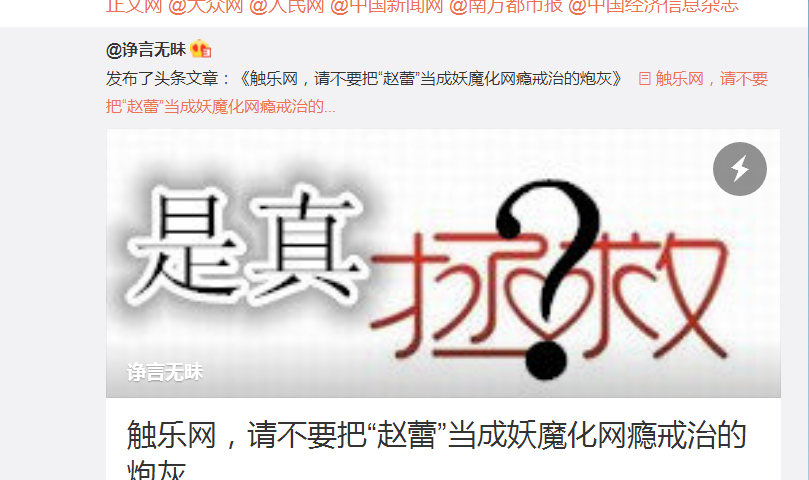 正义网 @大众网 @人民网 @中国新闻网 @南方都市报 @中国经济信息杂志
@诤言无昧
发布了头条文章：《触乐网，请不要把“赵蕾”当成妖魔化网瘾戒治的炮灰》 触乐网，请不要
把“赵蕾”当成妖魔化网瘾戒治的...
是真拯救?
诤言无昧
触乐网，请不要把“赵蕾”当成妖魔化网瘾戒治的
炮灰